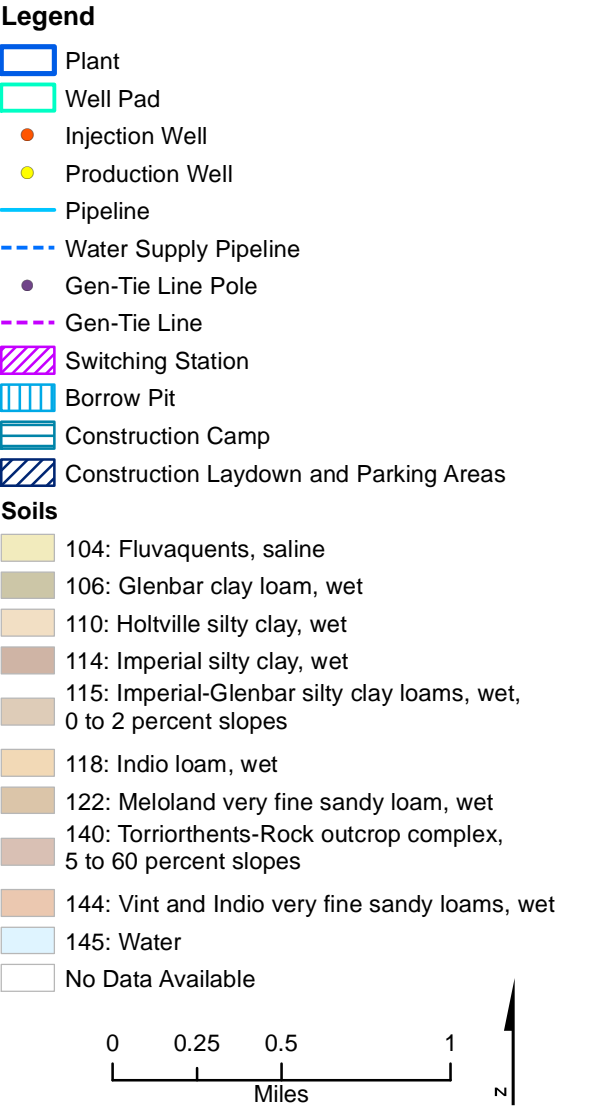 Legend
Plant
Well Pad
Injection Well
Production Well
Pipeline
Water Supply Pipeline
Gen-Tie Line Pole
Gen-Tie Line
Switching Station
Borrow Pit
Construction Camp
Construction Laydown and Parking Areas
Soils
104: Fluvaquents, saline
106: Glenbar clay loam, wet
110: Holtville silty clay, wet
114: Imperial silty clay, wet
115: Imperial-Glenbar silty clay loams, wet,
0 to 2 percent slopes
118: Indio loam, wet
122: Meloland very fine sandy loam, wet
140: Torriorthents-Rock outcrop complex,
5 to 60 percent slopes
144: Vint and Indio very fine sandy loams, wet
145: Water
No Data Available
0 0.25 0.5 1
Miles
N